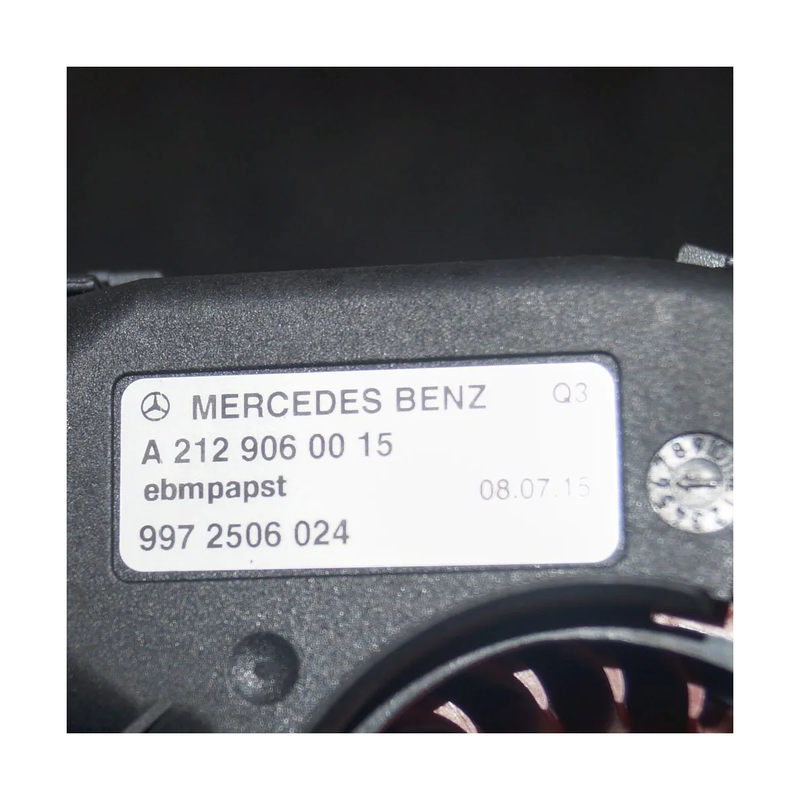 MERCEDES BENZ Q3
A 212 906 00 15
ebmpapst 08.07.15
997 2506 024